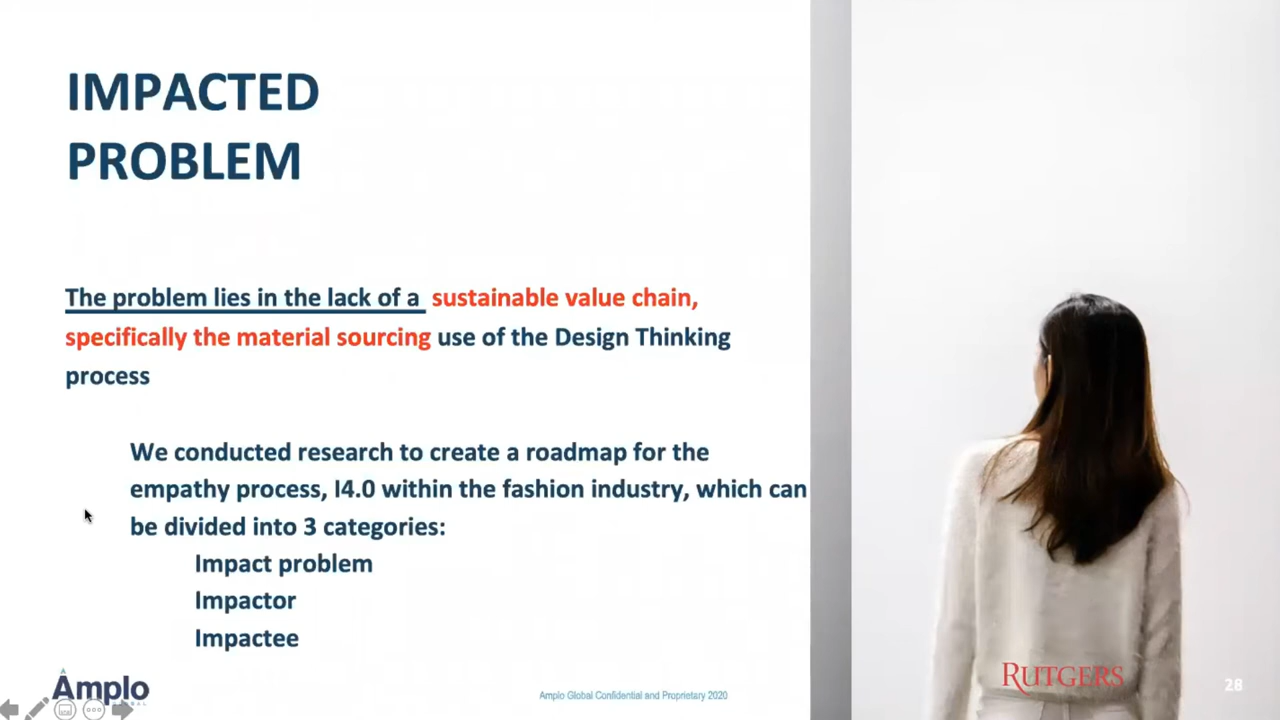 IMPACTED
PROBLEM
The problem lies in the lack of a sustainable value chain,
specifically the material sourcing use of the Design Thinking
process
We conducted research to create a roadmap for the
empathy process, I4.0 within the fashion industry, which can
be divided into 3 categories:
Impact problem
Impactor
Impactee
Amplo
Amplo Global Confidential and Proprietary 2020
RUTGERS
28